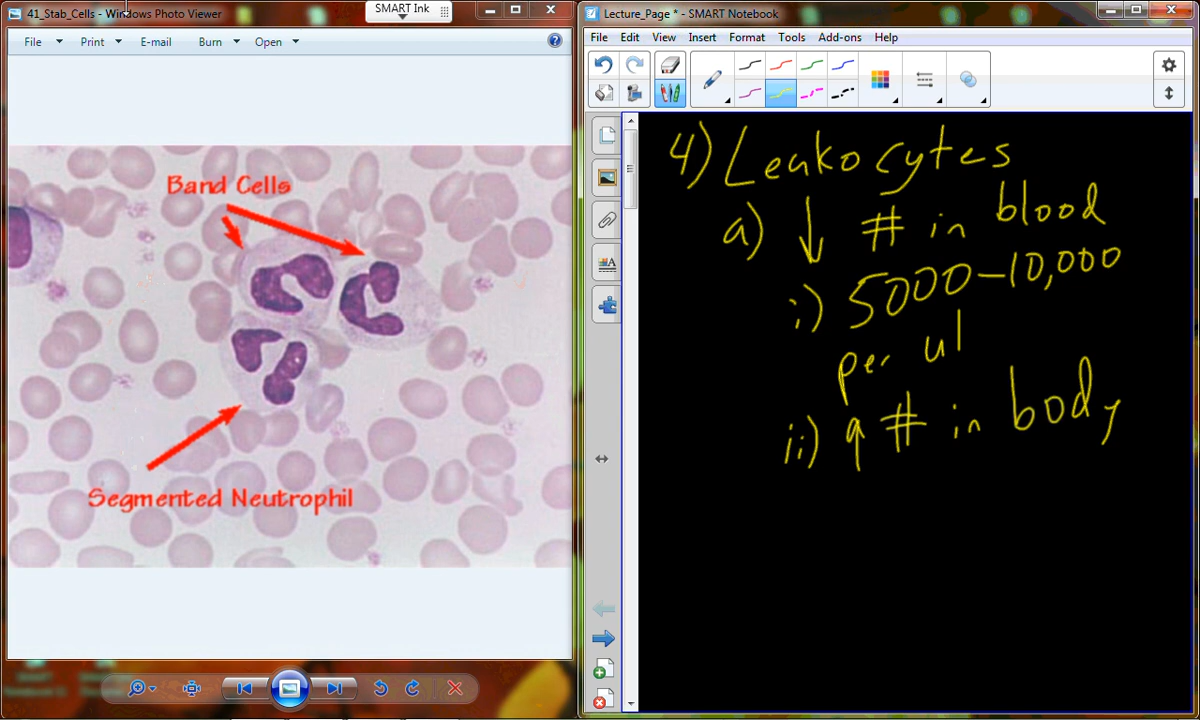 41_Stab_Cells - Windows Photo Viewer
SMART Ink
File Print E-mail Burn Open
Band Cells
Segmented Neutrophil
Lecture_Page * - SMART Notebook
File Edit View Insert Format Tools Add-ons Help
4) Leukocytes
a) ↓ # in blood
i) 5000-10,000
per ul
ii) q # in body